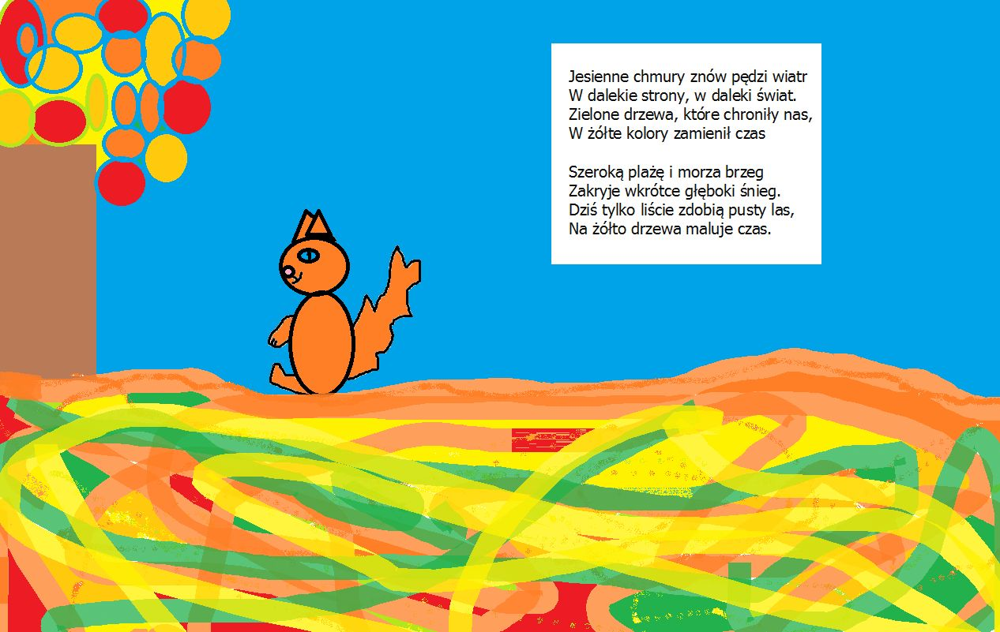 Jesienne chmury znów pędzi wiatr
W dalekie strony, w daleki świat.
Zielone drzewa, które chroniły nas,
W żółte kolory zamienił czas
Szeroką plażę i morza brzeg
Zakryje wkrótce głęboki śnieg.
Dziś tylko liście zdobią pusty las,
Na żółto drzewa maluje czas.